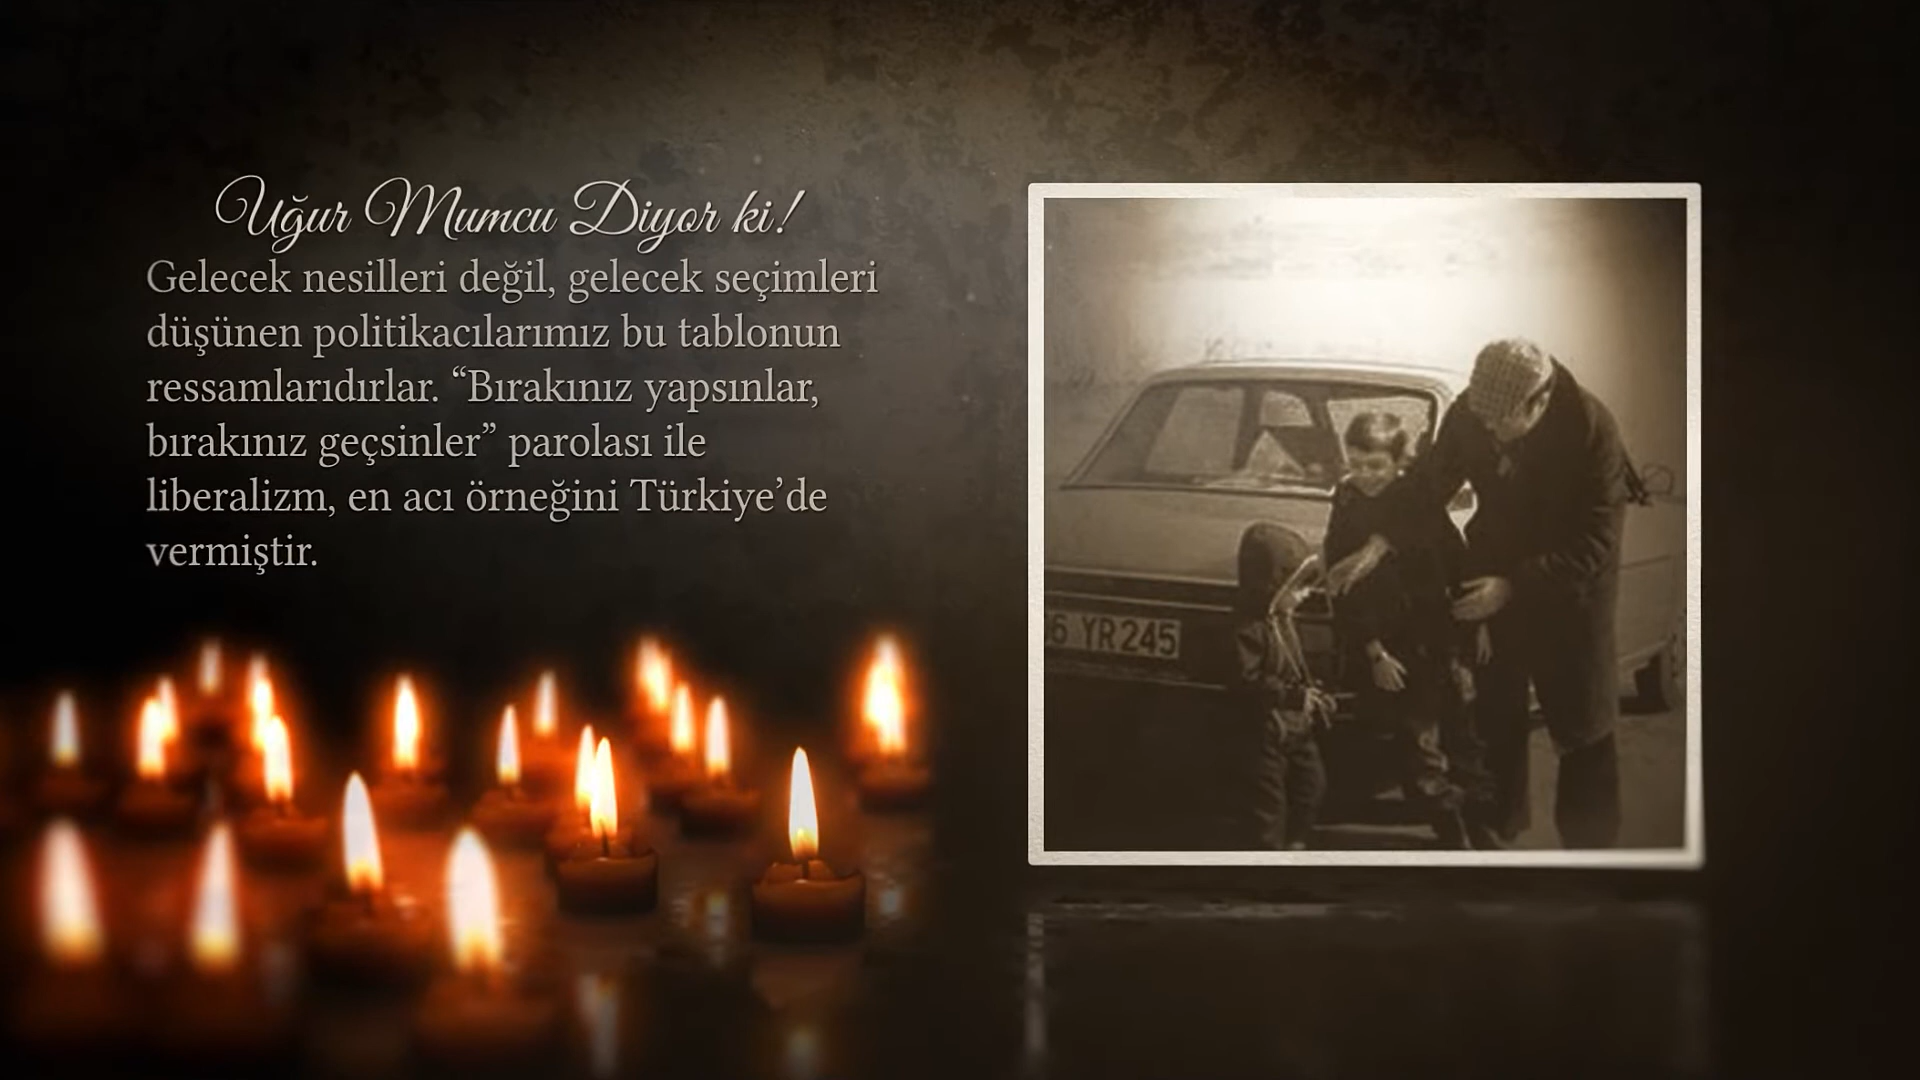 Uğur Mumcu Diyor ki!
Gelecek nesilleri değil, gelecek seçimleri
düşünen politikacılarımız bu tablonun
ressamlarıdırlar. “Bırakınız yapsınlar,
bırakınız geçsinler” parolası ile
liberalizm, en acı örneğini Türkiye’de
vermiştir.
6 YR 245